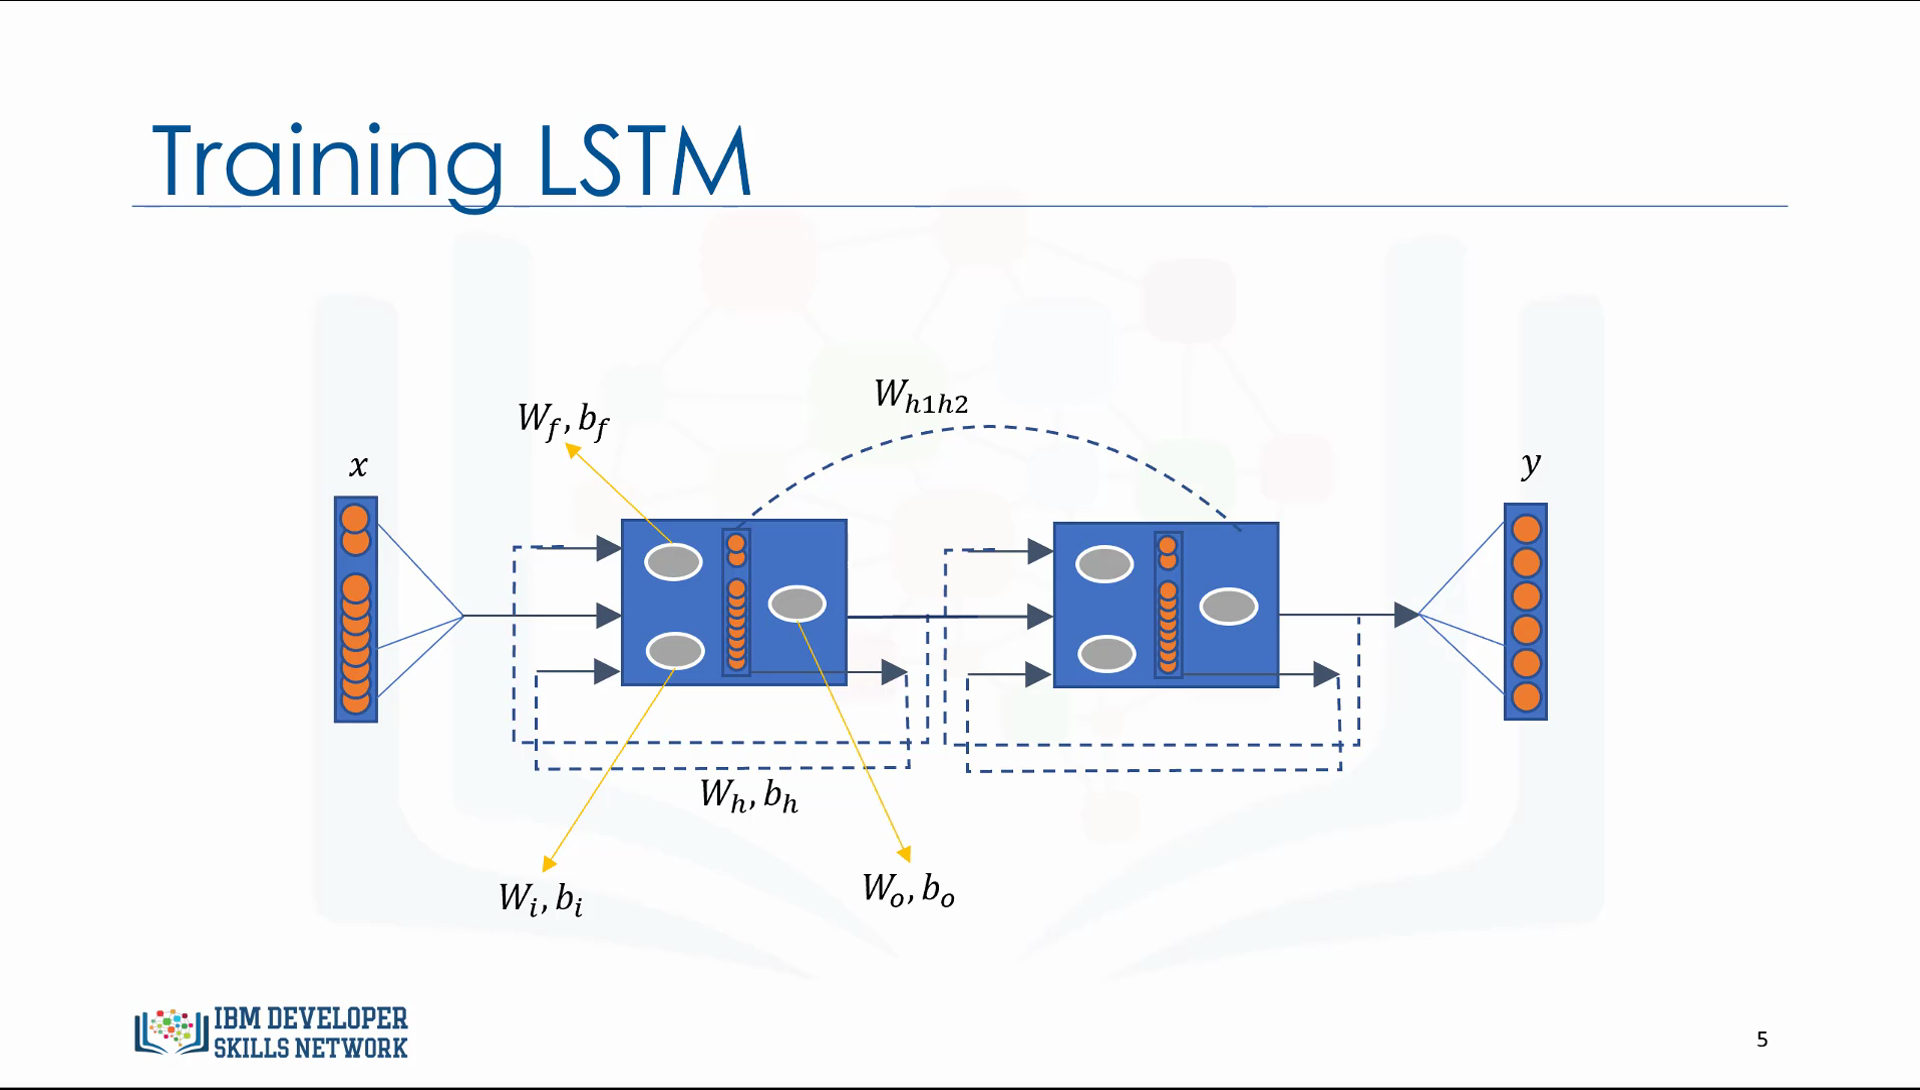 Training LSTM
W_{h1h2}
W_f, b_f
x
y
W_h, b_h
W_i, b_i
W_o, b_o
IBM DEVELOPER
SKILLS NETWORK
5